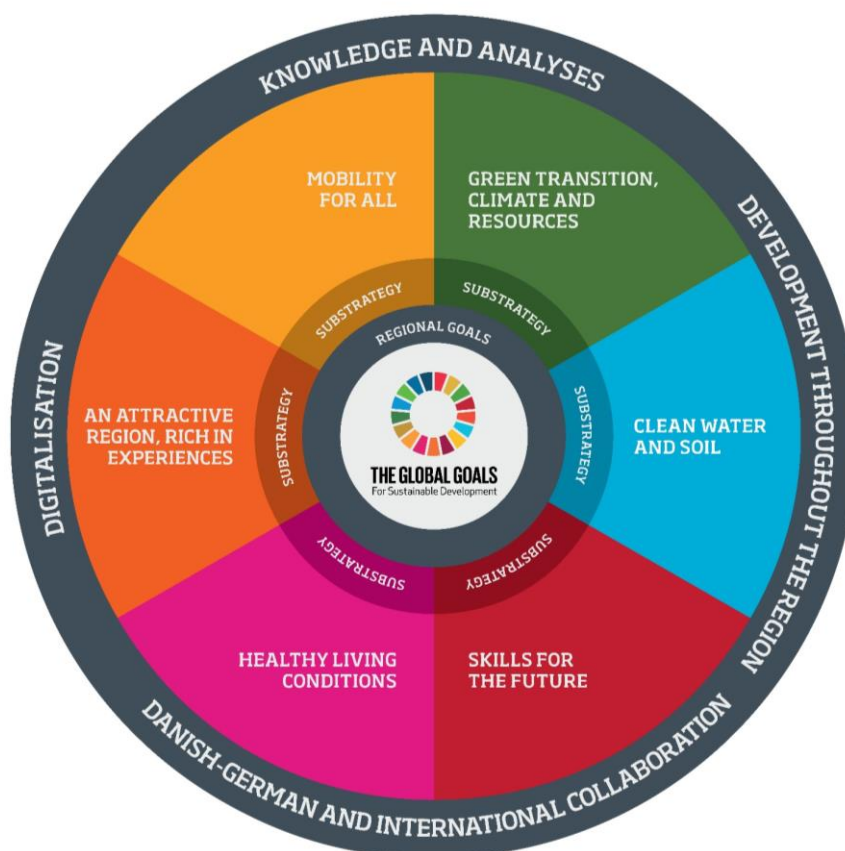 KNOWLEDGE AND ANALYSES
DEVELOPMENT THROUGHOUT THE REGION
DANISH-GERMAN AND INTERNATIONAL COLLABORATION
DIGITALISATION
MOBILITY
FOR ALL
GREEN TRANSITION,
CLIMATE AND
RESOURCES
CLEAN WATER
AND SOIL
SKILLS FOR
THE FUTURE
HEALTHY LIVING
CONDITIONS
AN ATTRACTIVE
REGION, RICH IN
EXPERIENCES
SUBSTRATEGY
SUBSTRATEGY
SUBSTRATEGY
SUBSTRATEGY
SUBSTRATEGY
SUBSTRATEGY
REGIONAL GOALS
THE GLOBAL GOALS
For Sustainable Development